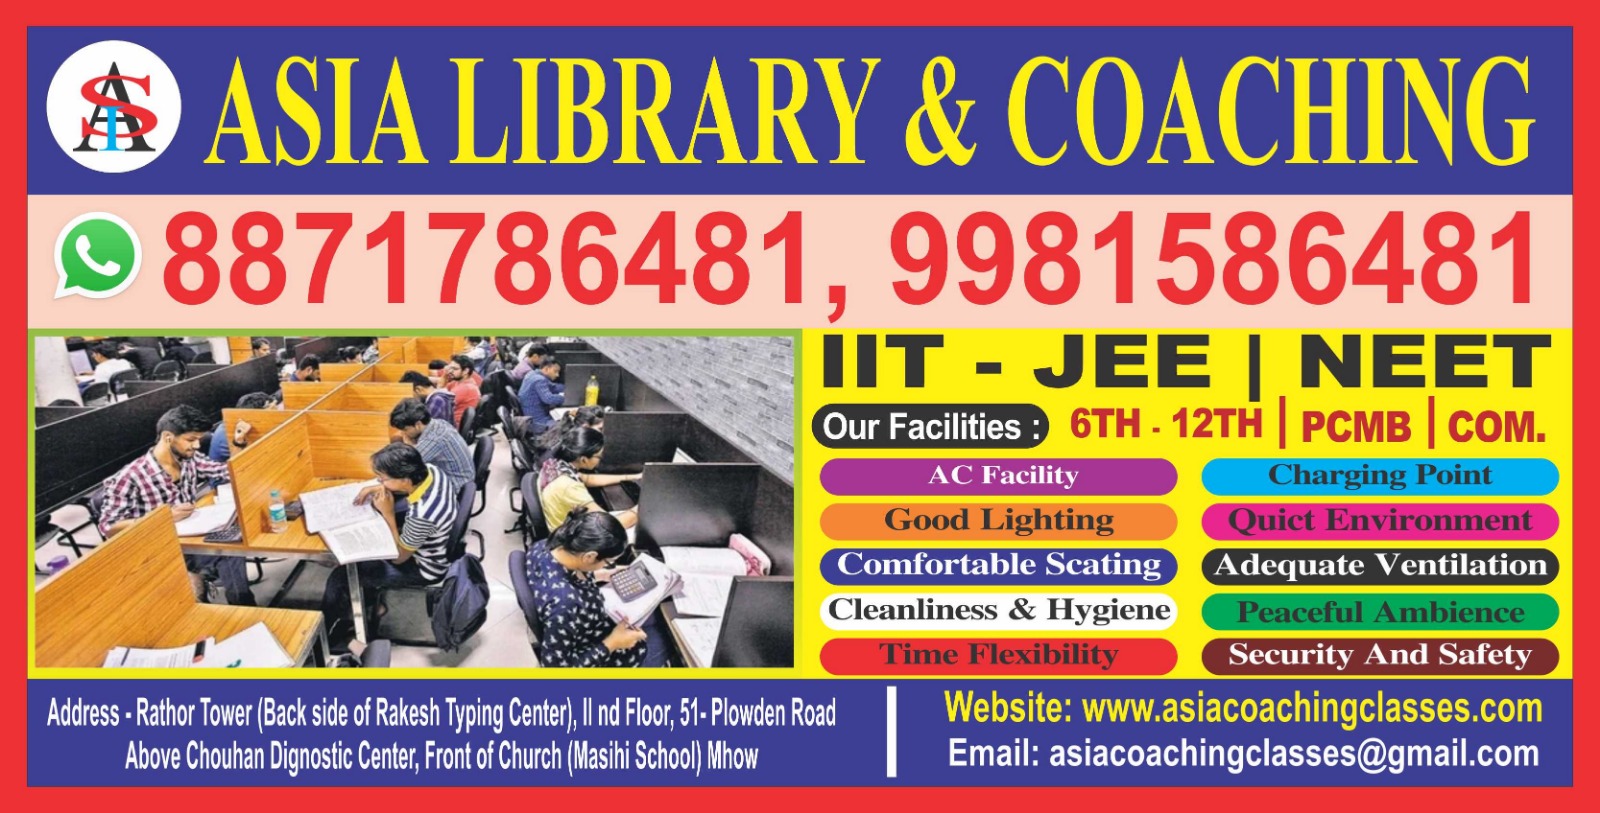 ASI
ASIA LIBRARY & COACHING
8871786481, 9981586481
IIT - JEE | NEET
Our Facilities : 6TH - 12TH | PCMB | COM.
AC Facility
Charging Point
Good Lighting
Quict Environment
Comfortable Scating
Adequate Ventilation
Cleanliness & Hygiene
Peaceful Ambience
Time Flexibility
Security And Safety
Address - Rathor Tower (Back side of Rakesh Typing Center), II nd Floor, 51- Plowden Road
Above Chouhan Dignostic Center, Front of Church (Masihi School) Mhow
Website: www.asiacoachingclasses.com
Email: asiacoachingclasses@gmail.com